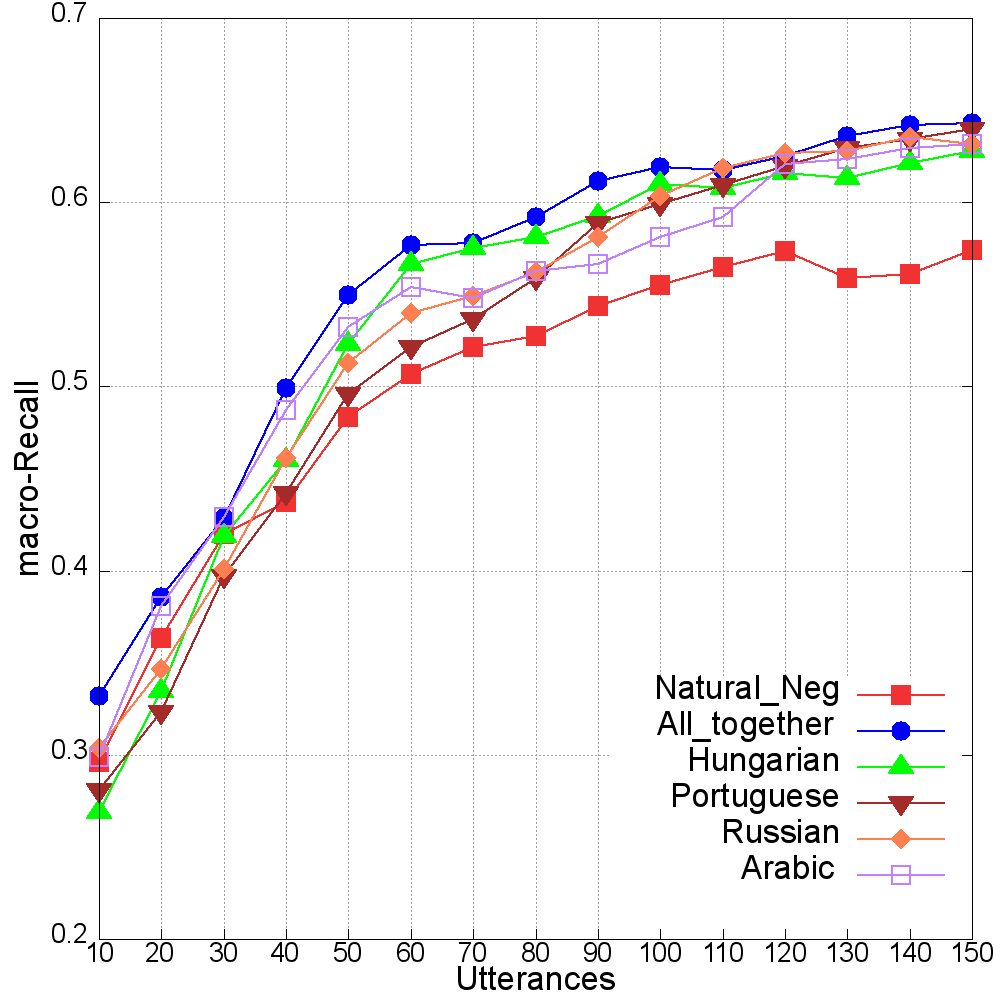 0.7
0.6
0.5
0.4
0.3
0.2
macro-Recall
Natural_Neg
All_together
Hungarian
Portuguese
Russian
Arabic
10 20 30 40 50 60 70 80 90 100 110 120 130 140 150
Utterances